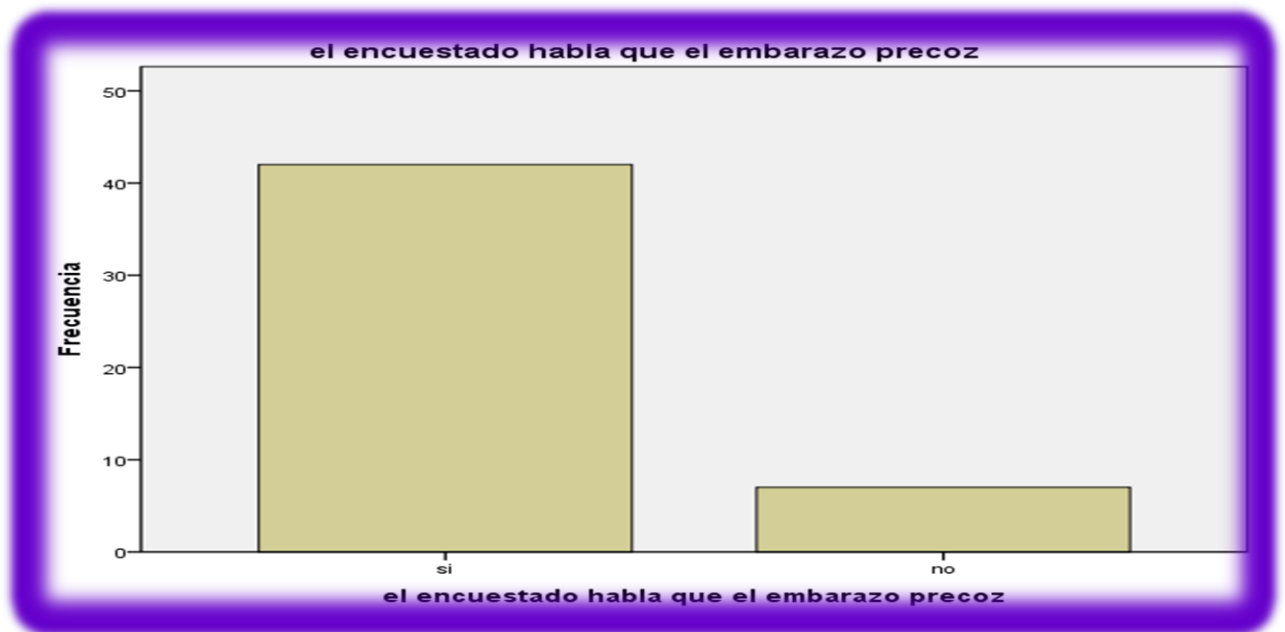 el encuestado habla que el embarazo precoz
50
40
30
20
10
0
Frecuencia
si
no
el encuestado habla que el embarazo precoz